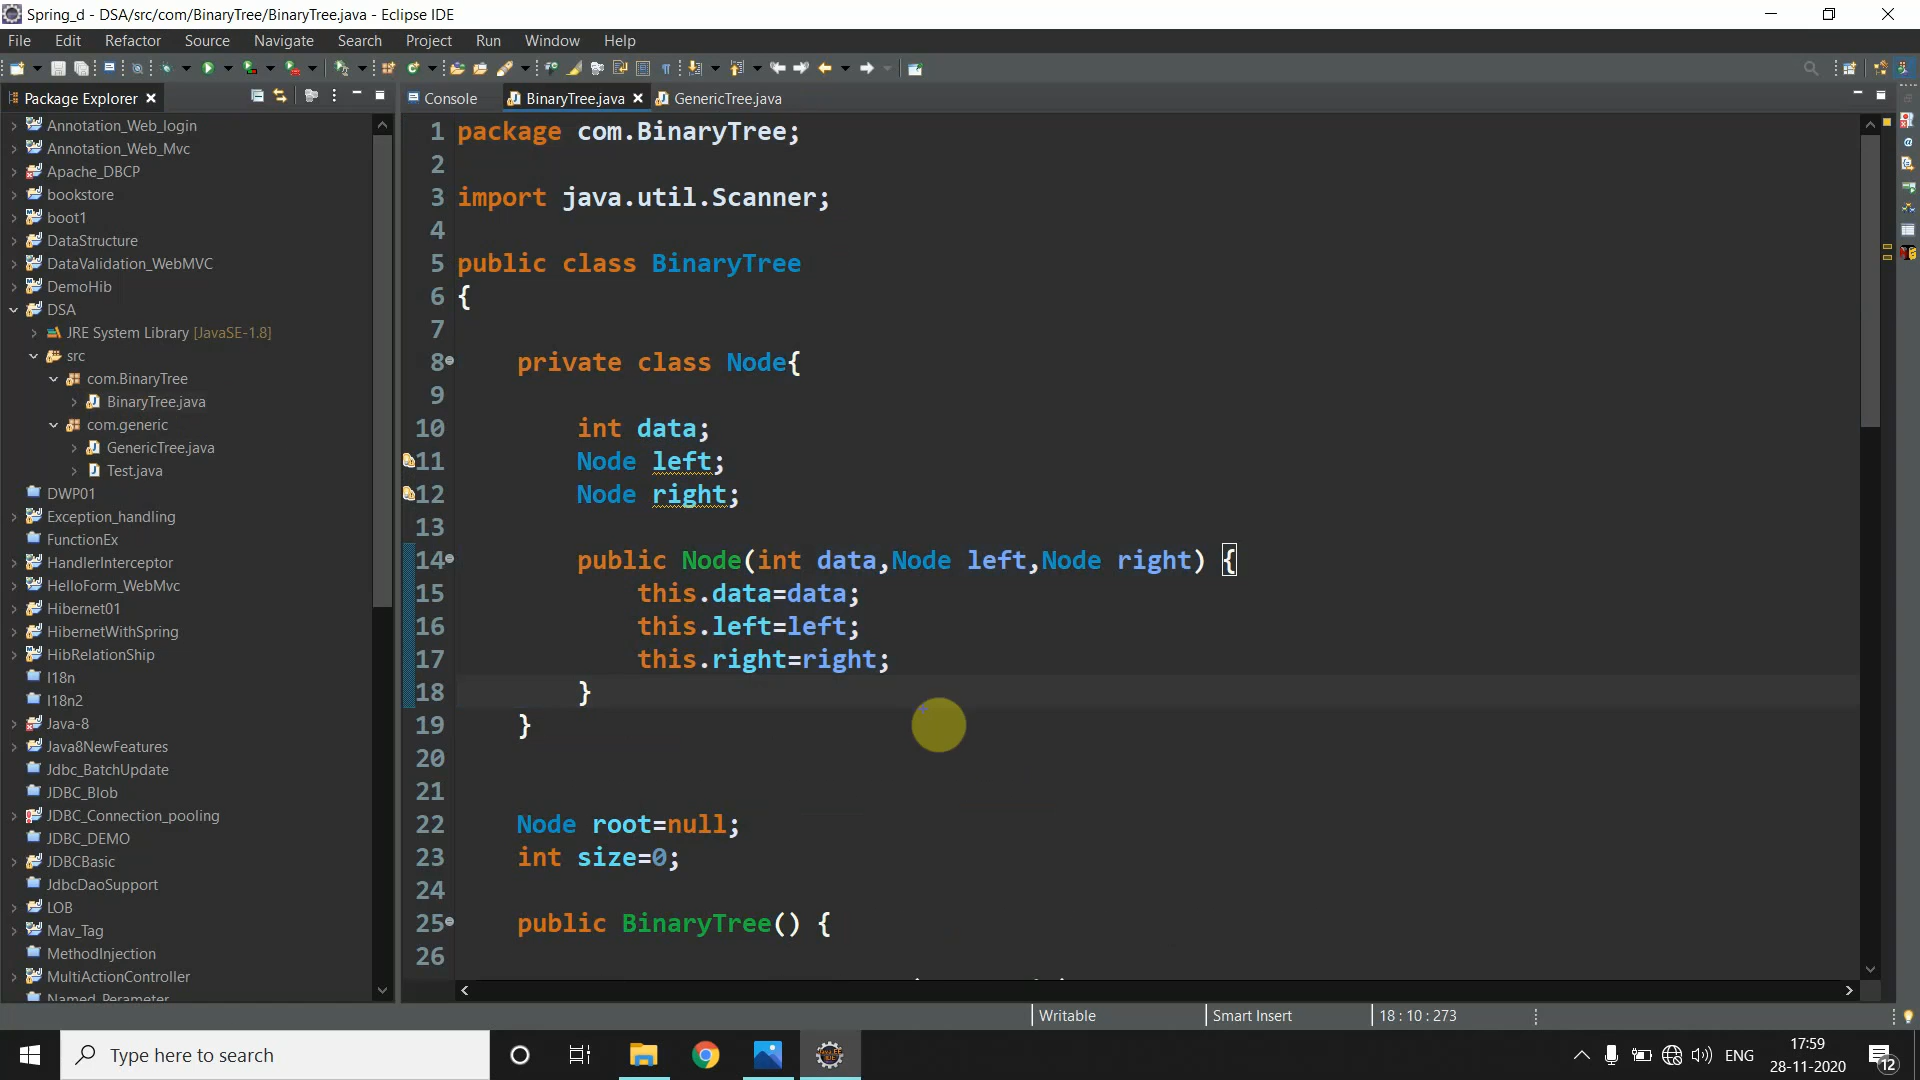 Spring_d - DSA/src/com/BinaryTree/BinaryTree.java - Eclipse IDE
File Edit Refactor Source Navigate Search Project Run Window Help
Package Explorer
Console BinaryTree.java GenericTree.java
Annotation_Web_login
Annotation_Web_Mvc
Apache_DBCP
bookstore
boot1
DataStructure
DataValidation_WebMVC
DemoHib
DSA
JRE System Library [JavaSE-1.8]
src
com.BinaryTree
BinaryTree.java
com.generic
GenericTree.java
Test.java
DWP01
Exception_handling
FunctionEx
HandlerInterceptor
HelloForm_WebMvc
Hibernet01
HibernetWithSpring
HibRelationShip
I18n
I18n2
Java-8
Java8NewFeatures
Jdbc_BatchUpdate
JDBC_Blob
JDBC_Connection_pooling
JDBC_DEMO
JDBCBasic
JdbcDaoSupport
LOB
Mav_Tag
MethodInjection
MultiActionController
Named_Perameter
1 package com.BinaryTree;
2
3 import java.util.Scanner;
4
5 public class BinaryTree
6 {
7
8 private class Node{
9
10 int data;
11 Node left;
12 Node right;
13
14 public Node(int data,Node left,Node right) {
15 this.data=data;
16 this.left=left;
17 this.right=right;
18 }
19 }
20
21
22 Node root=null;
23 int size=0;
24
25 public BinaryTree() {
26
Writable Smart Insert 18 : 10 : 273
Type here to search
ENG
17:59
28-11-2020
12